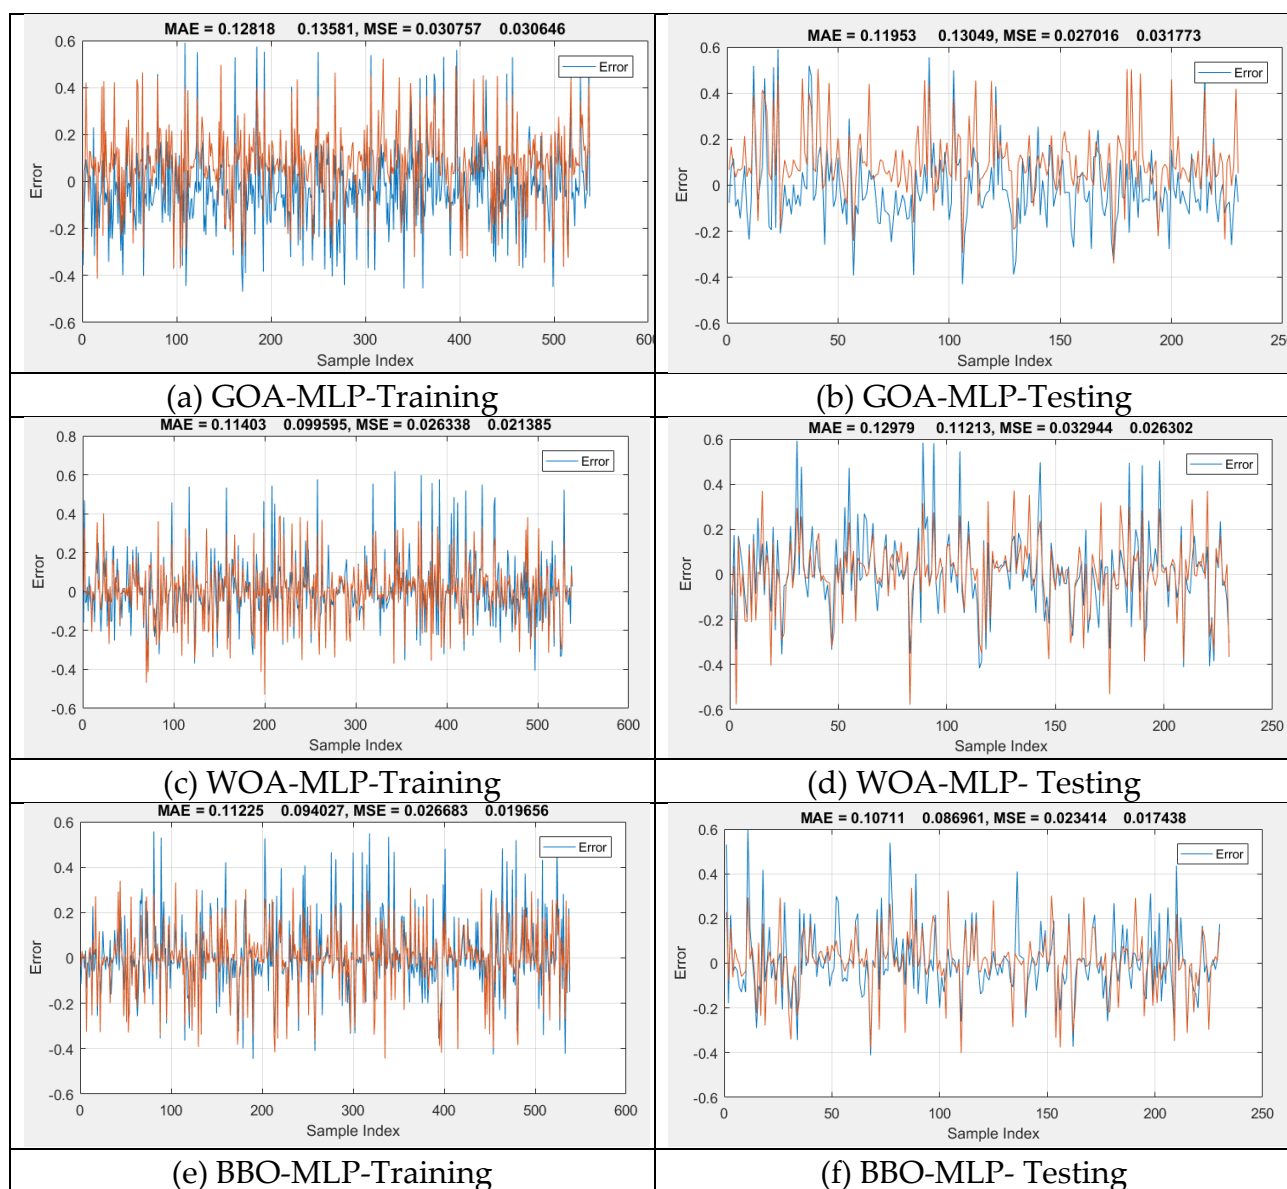 MAE = 0.12818 0.13581, MSE = 0.030757 0.030646
Error
0.6
0.4
0.2
0
-0.2
-0.4
-0.6
Error
0 100 200 300 400 500 600
Sample Index
(a) GOA-MLP-Training
MAE = 0.11953 0.13049, MSE = 0.027016 0.031773
Error
0.6
0.4
0.2
0
-0.2
-0.4
-0.6
Error
0 50 100 150 200 250
Sample Index
(b) GOA-MLP-Testing
MAE = 0.11403 0.099595, MSE = 0.026338 0.021385
Error
0.8
0.6
0.4
0.2
0
-0.2
-0.4
-0.6
Error
0 100 200 300 400 500 600
Sample Index
(c) WOA-MLP-Training
MAE = 0.12979 0.11213, MSE = 0.032944 0.026302
Error
0.6
0.4
0.2
0
-0.2
-0.4
-0.6
Error
0 50 100 150 200 250
Sample Index
(d) WOA-MLP- Testing
MAE = 0.11225 0.094027, MSE = 0.026683 0.019656
Error
0.6
0.4
0.2
0
-0.2
-0.4
-0.6
Error
0 100 200 300 400 500 600
Sample Index
(e) BBO-MLP-Training
MAE = 0.10711 0.086961, MSE = 0.023414 0.017438
Error
0.6
0.4
0.2
0
-0.2
-0.4
-0.6
Error
0 50 100 150 200 250
Sample Index
(f) BBO-MLP- Testing